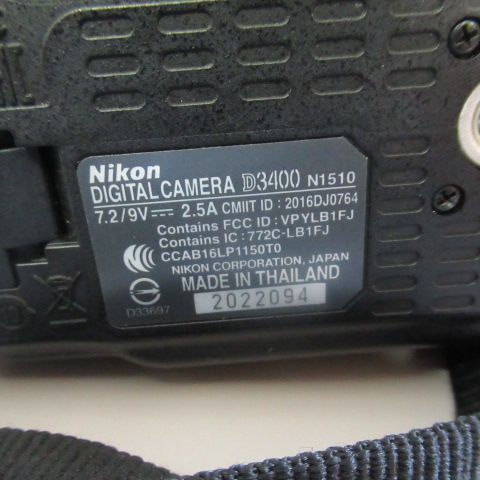 Nikon
DIGITAL CAMERA D3400 N1510
7.2/9V⎓ 2.5A CMIIT ID : 2016DJ0764
Contains FCC ID : VPYLB1FJ
Contains IC : 772C-LB1FJ
CCAB16LP1150T0
NIKON CORPORATION, JAPAN
MADE IN THAILAND
D33697
2022094